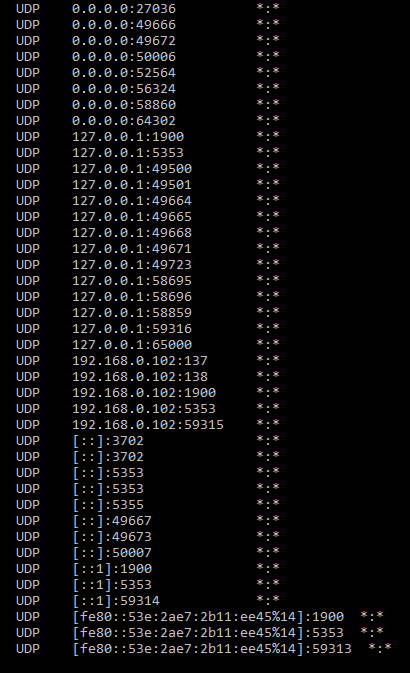 UDP 0.0.0.0:27036 *:*
UDP 0.0.0.0:49666 *:*
UDP 0.0.0.0:49672 *:*
UDP 0.0.0.0:50006 *:*
UDP 0.0.0.0:52564 *:*
UDP 0.0.0.0:56324 *:*
UDP 0.0.0.0:58860 *:*
UDP 0.0.0.0:64302 *:*
UDP 127.0.0.1:1900 *:*
UDP 127.0.0.1:5353 *:*
UDP 127.0.0.1:49500 *:*
UDP 127.0.0.1:49501 *:*
UDP 127.0.0.1:49664 *:*
UDP 127.0.0.1:49665 *:*
UDP 127.0.0.1:49668 *:*
UDP 127.0.0.1:49671 *:*
UDP 127.0.0.1:49723 *:*
UDP 127.0.0.1:58695 *:*
UDP 127.0.0.1:58696 *:*
UDP 127.0.0.1:58859 *:*
UDP 127.0.0.1:59316 *:*
UDP 127.0.0.1:65000 *:*
UDP 192.168.0.102:137 *:*
UDP 192.168.0.102:138 *:*
UDP 192.168.0.102:1900 *:*
UDP 192.168.0.102:5353 *:*
UDP 192.168.0.102:59315 *:*
UDP [::]:3702 *:*
UDP [::]:3702 *:*
UDP [::]:5353 *:*
UDP [::]:5353 *:*
UDP [::]:5355 *:*
UDP [::]:49667 *:*
UDP [::]:49673 *:*
UDP [::]:50007 *:*
UDP [::1]:1900 *:*
UDP [::1]:5353 *:*
UDP [::1]:59314 *:*
UDP [fe80::53e:2ae7:2b11:ee45%14]:1900 *:*
UDP [fe80::53e:2ae7:2b11:ee45%14]:5353 *:*
UDP [fe80::53e:2ae7:2b11:ee45%14]:59313 *:*